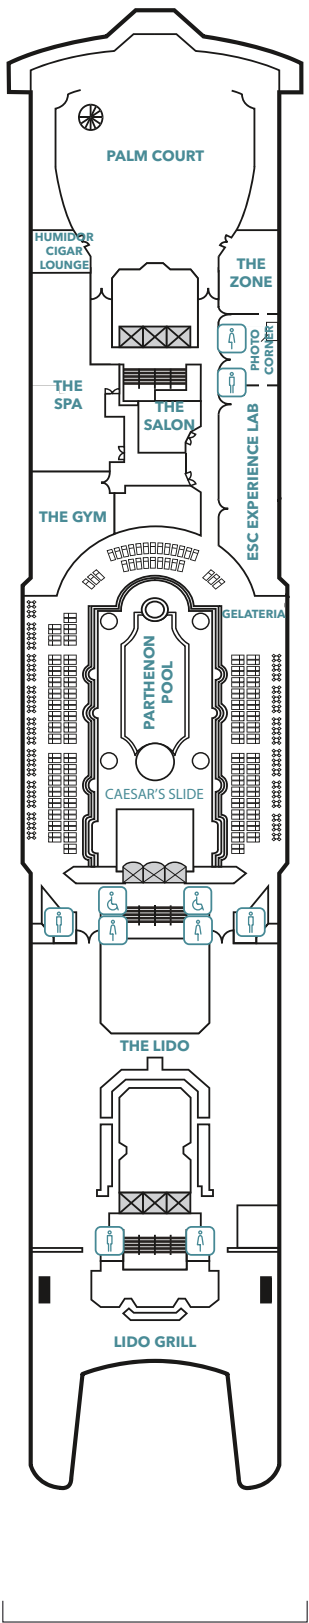 PALM COURT
HUMIDOR
CIGAR
LOUNGE
THE
ZONE
PHOTO
CORNER
THE
SPA
THE
SALON
ESC EXPERIENCE LAB
THE GYM
GELATERIA
PARTHENON
POOL
CAESAR'S SLIDE
THE LIDO
LIDO GRILL